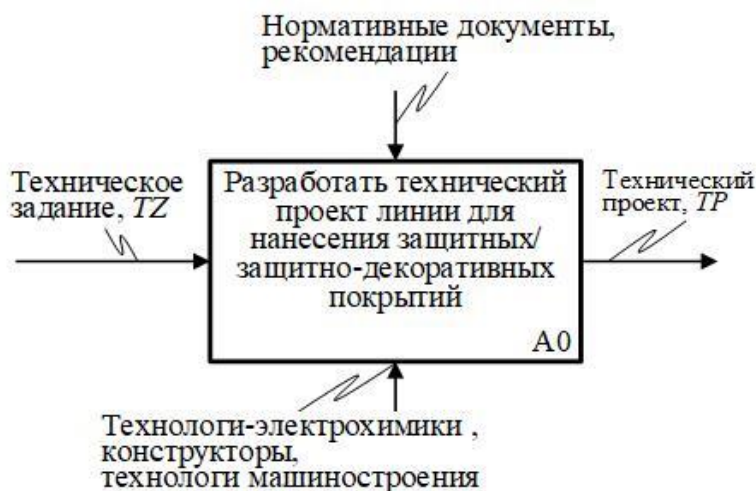 Нормативные документы,
рекомендации
Техническое
задание, TZ
Разработать технический
проект линии для
нанесения защитных/
защитно-декоративных
покрытий
A0
Технический
проект, TP
Технологи-электрохимики ,
конструкторы,
технологи машиностроения